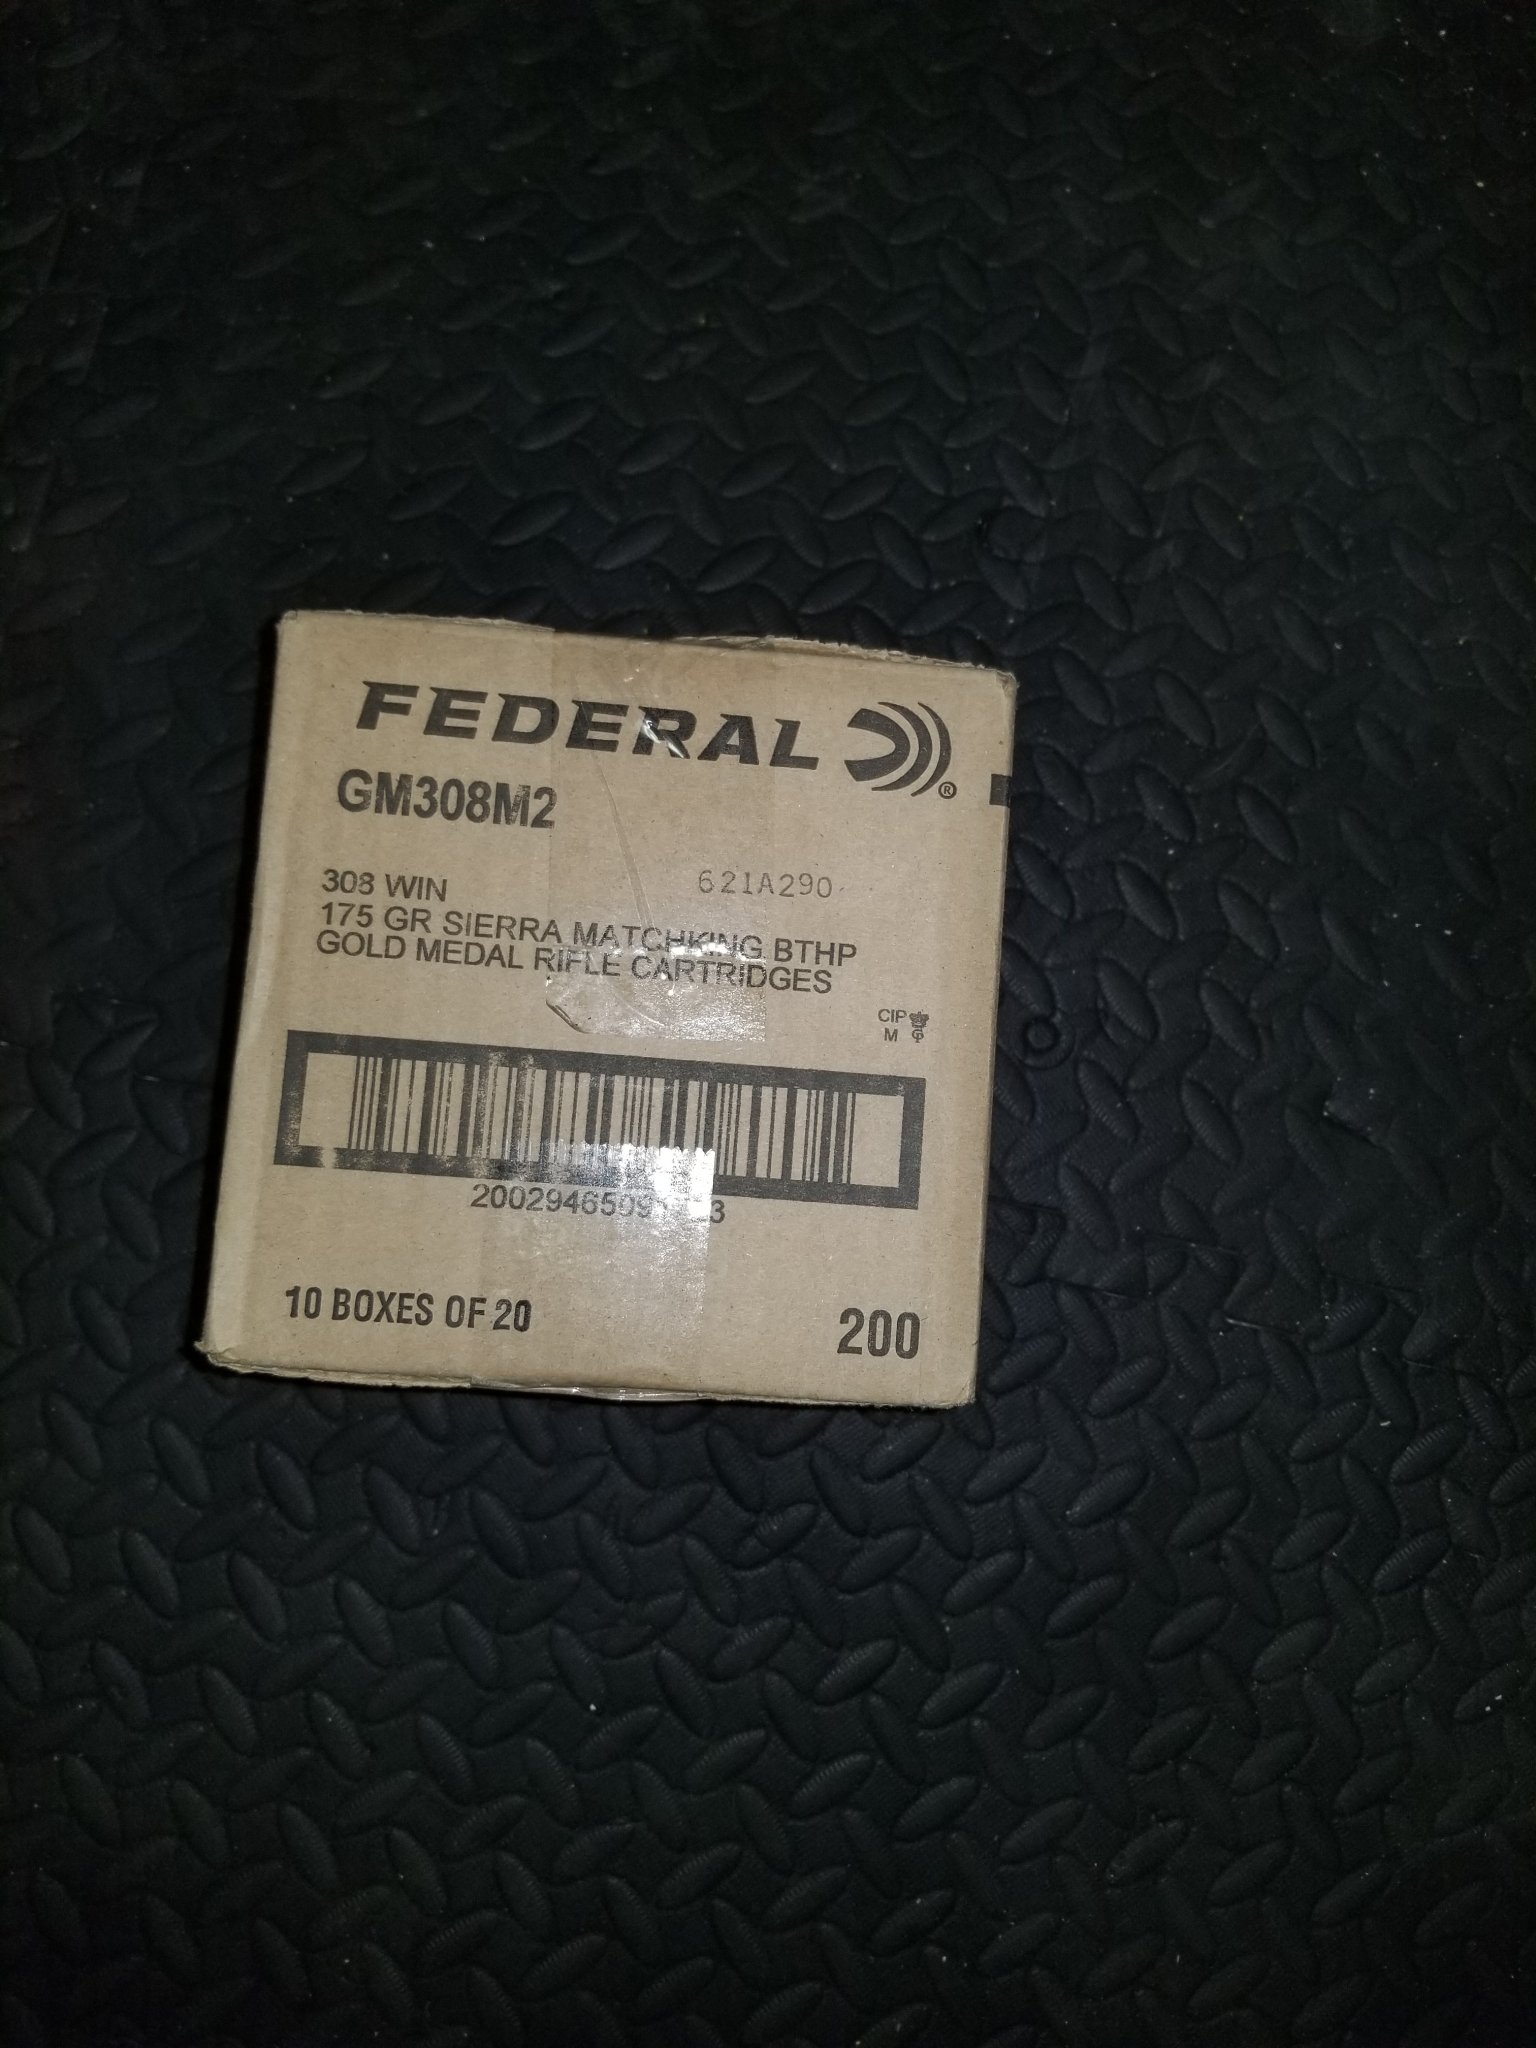 FEDERAL ®
GM308M2
308 WIN 621A290
175 GR SIERRA MATCHKING BTHP
GOLD MEDAL RIFLE CARTRIDGES
CIP
M
10 BOXES OF 20 200